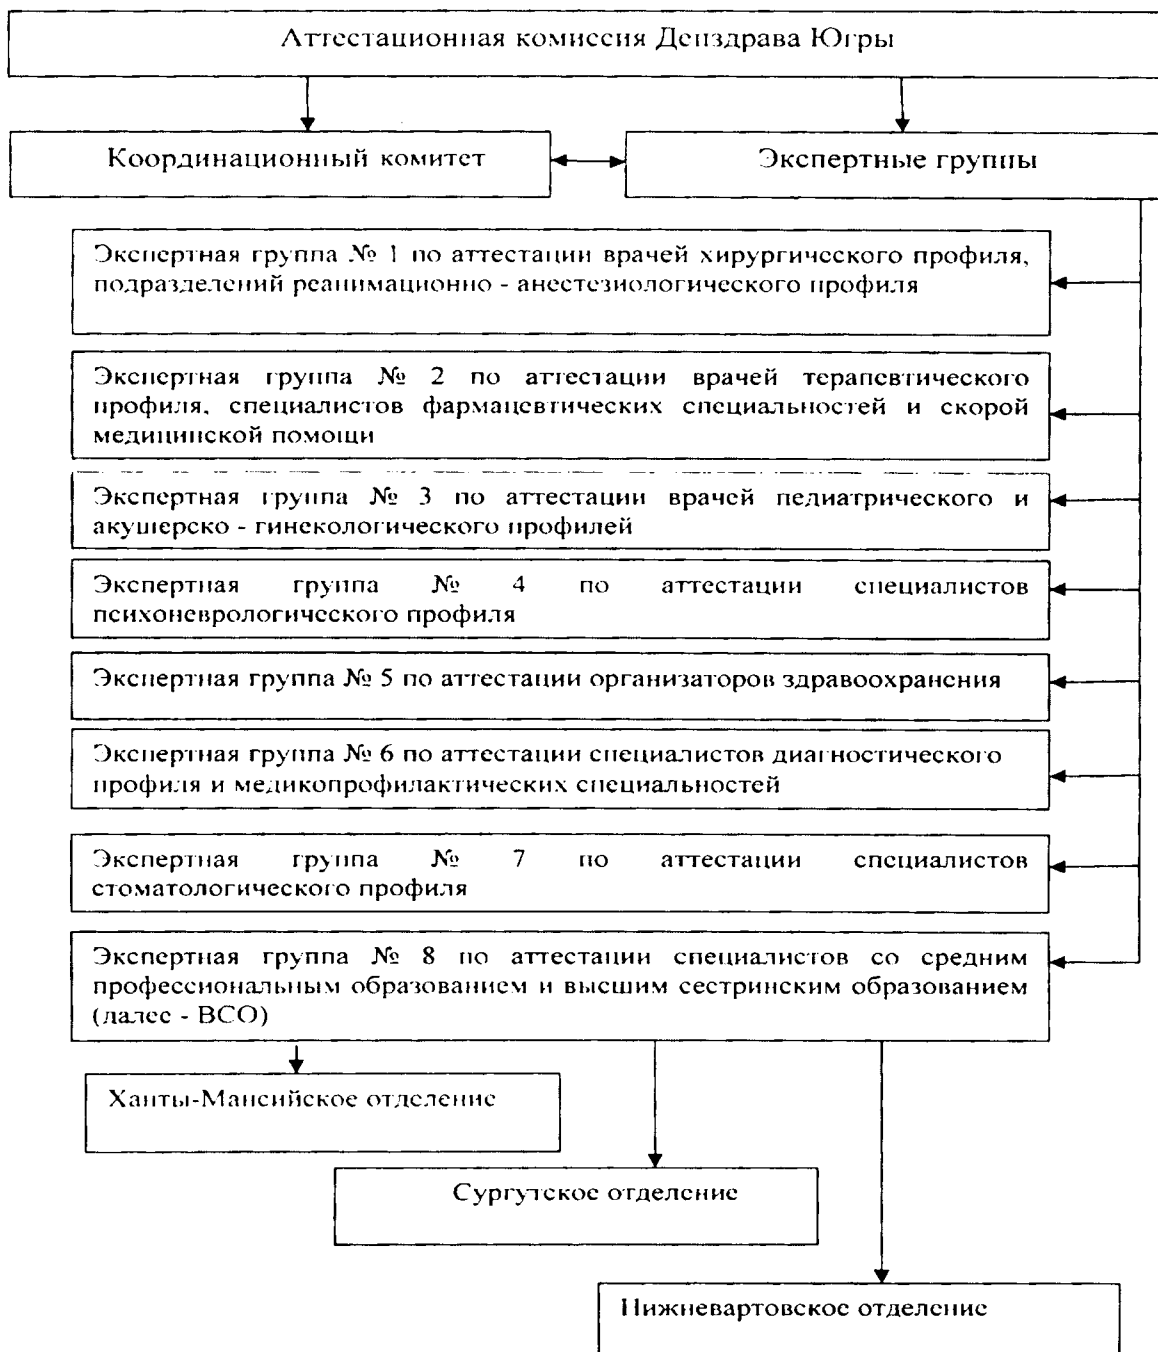 Аттестационная комиссия Депздрава Югры
Координационный комитет
Экспертные группы
Экспертная группа № 1 по аттестации врачей хирургического профиля,
подразделений реанимационно - анестезиологического профиля
Экспертная группа № 2 по аттестации врачей терапевтического
профиля, специалистов фармацевтических специальностей и скорой
медицинской помощи
Экспертная группа № 3 по аттестации врачей педиатрического и
акушерско - гинекологического профилей
Экспертная группа № 4 по аттестации специалистов
психоневрологического профиля
Экспертная группа № 5 по аттестации организаторов здравоохранения
Экспертная группа № 6 по аттестации специалистов диагностического
профиля и медикопрофилактических специальностей
Экспертная группа № 7 по аттестации специалистов
стоматологического профиля
Экспертная группа № 8 по аттестации специалистов со средним
профессиональным образованием и высшим сестринским образованием
(далее - ВСО)
Ханты-Мансийское отделение
Сургутское отделение
Нижневартовское отделение